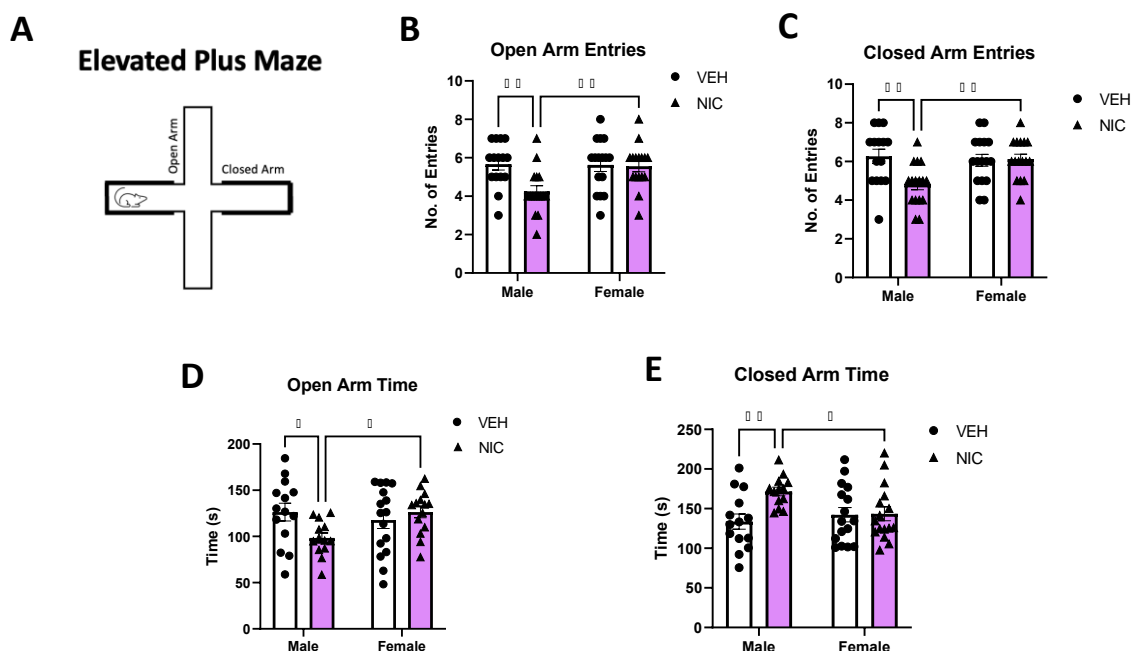 A
Elevated Plus Maze
Open Arm
Closed Arm
B
Open Arm Entries
No. of Entries
10
8
6
4
2
0
Male
Female
VEH
NIC
C
Closed Arm Entries
No. of Entries
10
8
6
4
2
0
Male
Female
VEH
NIC
D
Open Arm Time
Time (s)
200
150
100
50
0
Male
Female
VEH
NIC
E
Closed Arm Time
Time (s)
250
200
150
100
50
0
Male
Female
VEH
NIC